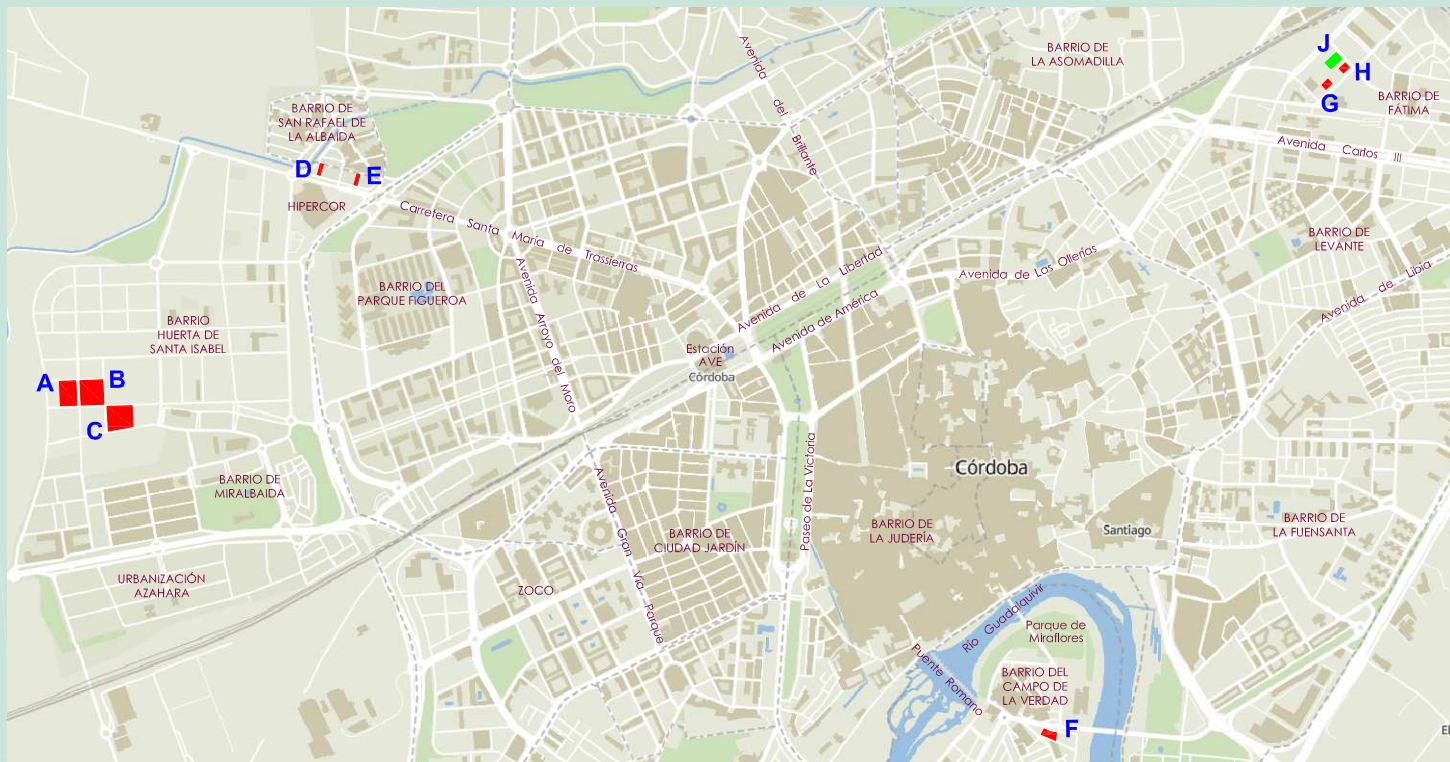 BARRIO DE
LA ASOMADILLA
J
H
G
BARRIO DE
FÁTIMA
Avenida del Brillante
BARRIO DE
SAN RAFAEL DE
LA ALBAIDA
D
E
HIPERCOR
Avenida Carlos III
Carretera Santa María de Trassierras
BARRIO DE
LEVANTE
Avenida de Las Ollerías
Avenida de La Libertad
Avenida de América
Avenida de Libia
Avenida Arroyo del Moro
BARRIO DEL
PARQUE FIGUEROA
BARRIO
HUERTA DE
SANTA ISABEL
Estación
AVE
Córdoba
A
B
C
Paseo de La Victoria
Córdoba
BARRIO DE
MIRALBAIDA
Avenida Gran Vía Parque
BARRIO DE
CIUDAD JARDÍN
BARRIO DE
LA JUDERÍA
Santiago
BARRIO DE
LA FUENSANTA
URBANIZACIÓN
AZAHARA
ZOCO
Río Guadalquivir
Parque de
Miraflores
Puente Romano
BARRIO DEL
CAMPO DE
LA VERDAD
F
El